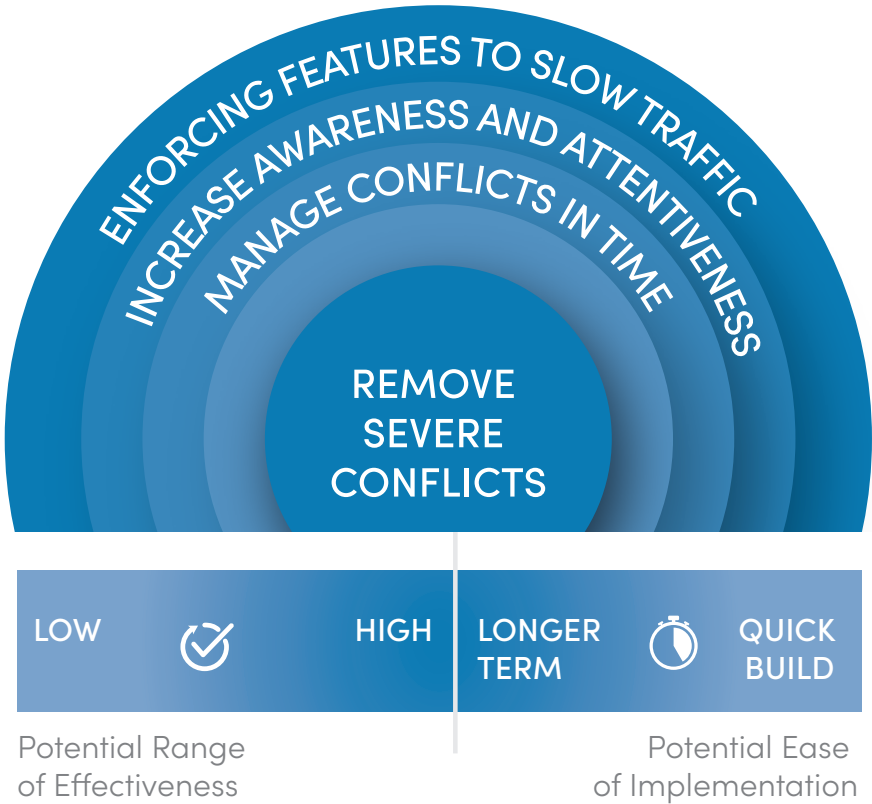 ENFORCING FEATURES TO SLOW TRAFFIC
INCREASE AWARENESS AND ATTENTIVENESS
MANAGE CONFLICTS IN TIME
REMOVE
SEVERE
CONFLICTS
LOW
HIGH
LONGER
TERM
QUICK
BUILD
Potential Range
of Effectiveness
Potential Ease
of Implementation